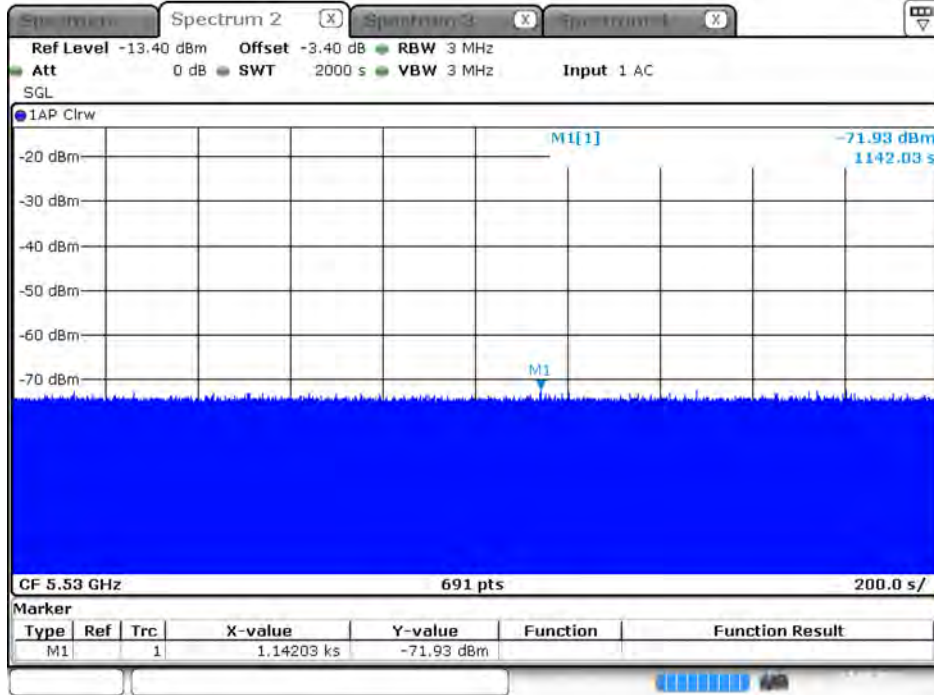 Spectrum 2 X X X
Ref Level -13.40 dBm Offset -3.40 dB RBW 3 MHz
Att 0 dB SWT 2000 s VBW 3 MHz Input 1 AC
SGL
1AP Clrw
M1[1] -71.93 dBm
1142.03 s
-20 dBm
-30 dBm
-40 dBm
-50 dBm
-60 dBm
M1
-70 dBm
CF 5.53 GHz 691 pts 200.0 s/
Marker
Type Ref Trc X-value Y-value Function Function Result
M1 1 1.14203 ks -71.93 dBm